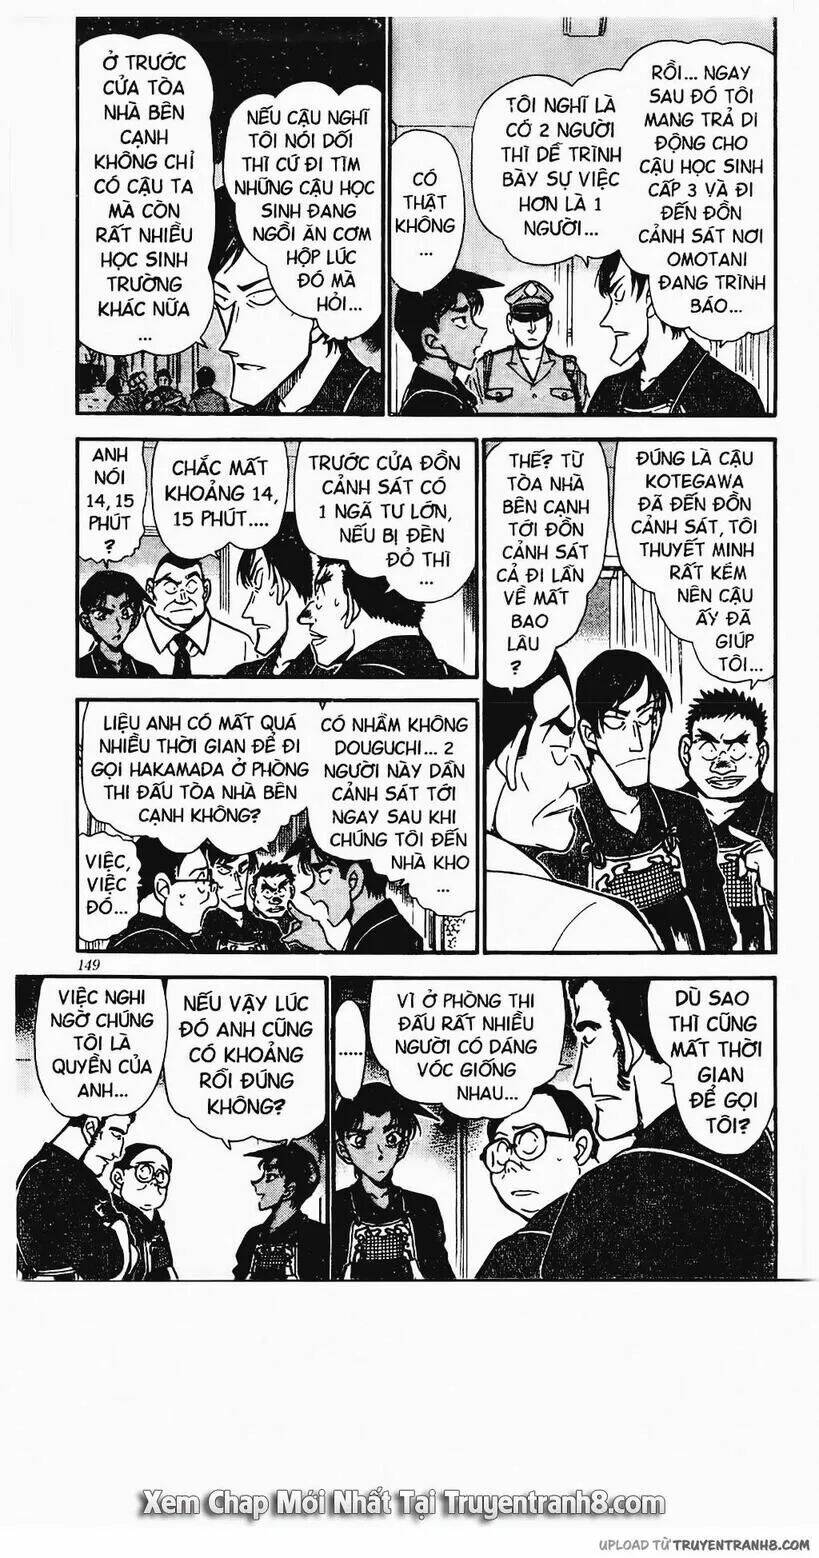 RỒI... NGAY
SAU ĐÓ TÔI
MANG TRẢ DI
ĐỘNG CHO
CẬU HỌC SINH
CẤP 3 VÀ ĐI
ĐẾN ĐỒN
CẢNH SÁT NƠI
OMOTANI
ĐANG TRÌNH
BÁO...
TÔI NGHĨ LÀ
CÓ 2 NGƯỜI
THÌ DỄ TRÌNH
BÀY SỰ VIỆC
HƠN LÀ 1
NGƯỜI...
CÓ
THẬT
KHÔNG
...
NẾU CẬU NGHĨ
TÔI NÓI DỐI
THÌ CỨ ĐI TÌM
NHỮNG CẬU HỌC
SINH ĐANG
NGỒI ĂN CƠM
HỘP LÚC
ĐÓ MÀ
HỎI...
Ở TRƯỚC
CỬA TÒA
NHÀ BÊN
CẠNH
KHÔNG CHỈ
CÓ CẬU TA
MÀ CÒN
RẤT NHIỀU
HỌC SINH
TRƯỜNG
KHÁC NỮA
...
ĐÚNG LÀ CẬU
KOTEGAWA
ĐÃ ĐẾN ĐỒN
CẢNH SÁT, TÔI
THUYẾT MINH
RẤT KÉM
NÊN CẬU
ẤY ĐÃ
GIÚP
TÔI...
THẾ? TỪ
TÒA NHÀ
BÊN CẠNH
TỚI ĐỒN
CẢNH SÁT
CẢ ĐI LẪN
VỀ MẤT
BAO
LÂU
?
TRƯỚC CỬA ĐỒN
CẢNH SÁT CÓ
1 NGÃ TƯ LỚN,
NẾU BỊ ĐÈN
ĐỎ THÌ
...
CHẮC MẤT
KHOẢNG 14,
15 PHÚT....
ANH
NÓI
14, 15
PHÚT
?
CÓ NHẦM KHÔNG
DOUGUCHI... 2
NGƯỜI NÀY DẪN
CẢNH SÁT TỚI
NGAY SAU KHI
CHÚNG TÔI ĐẾN
NHÀ KHO
...
LIỆU ANH CÓ MẤT QUÁ
NHIỀU THỜI GIAN ĐỂ ĐI
GỌI HAKAMADA Ở PHÒNG
THI ĐẤU TÒA NHÀ BÊN
CẠNH KHÔNG?
VIỆC,
VIỆC
ĐÓ...
149
DÙ SAO
THÌ CŨNG
MẤT THỜI
GIAN
ĐỂ GỌI
TÔI?
VÌ Ở PHÒNG THI
ĐẤU RẤT NHIỀU
NGƯỜI CÓ DÁNG
VÓC GIỐNG
NHAU...
......
NẾU VẬY LÚC
ĐÓ ANH CŨNG
CÓ KHOẢNG
RỖI ĐÚNG
KHÔNG?
VIỆC NGHI
NGỜ CHÚNG
TÔI LÀ
QUYỀN CỦA
ANH...
Xem Chap Mới Nhất Tại Truyentranh8.com
UPLOAD TỪ TRUYENTRANH8.COM